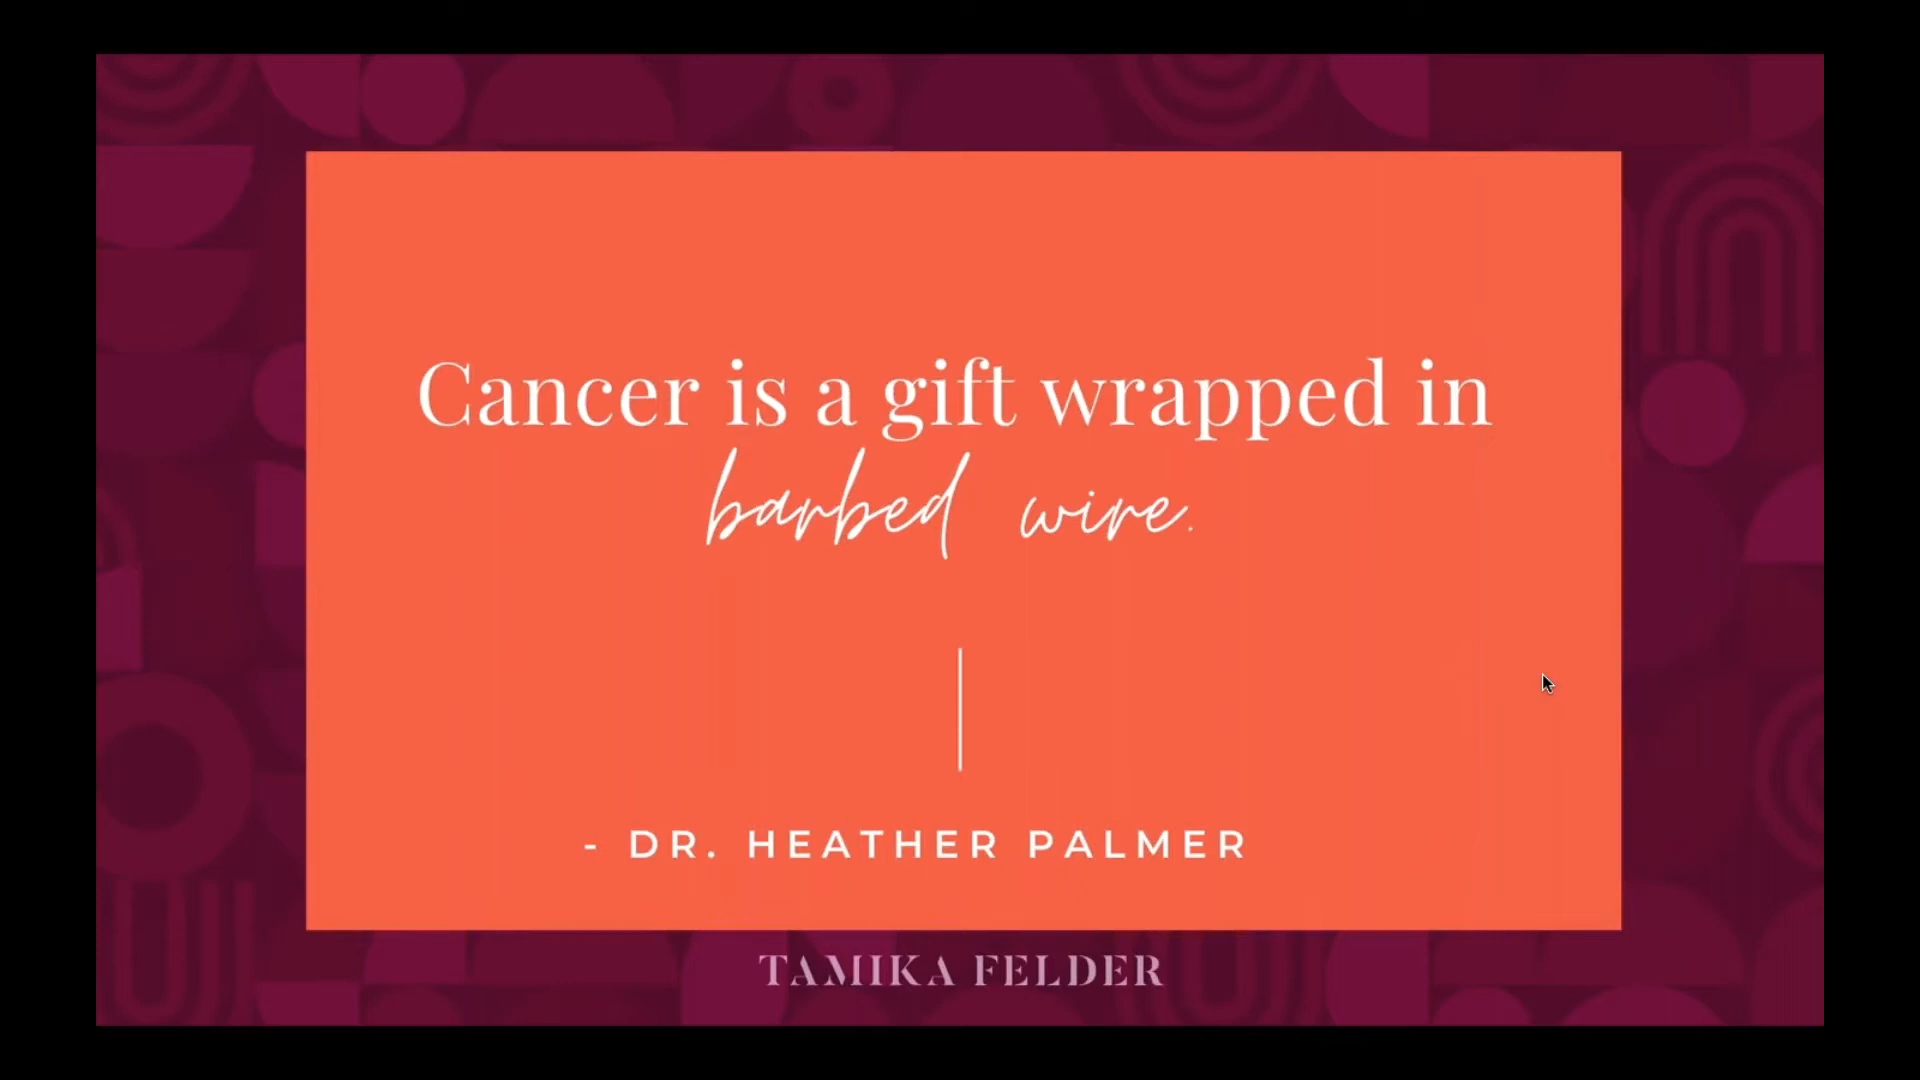 Cancer is a gift wrapped in
barbed wire.
- DR. HEATHER PALMER
TAMIKA FELDER